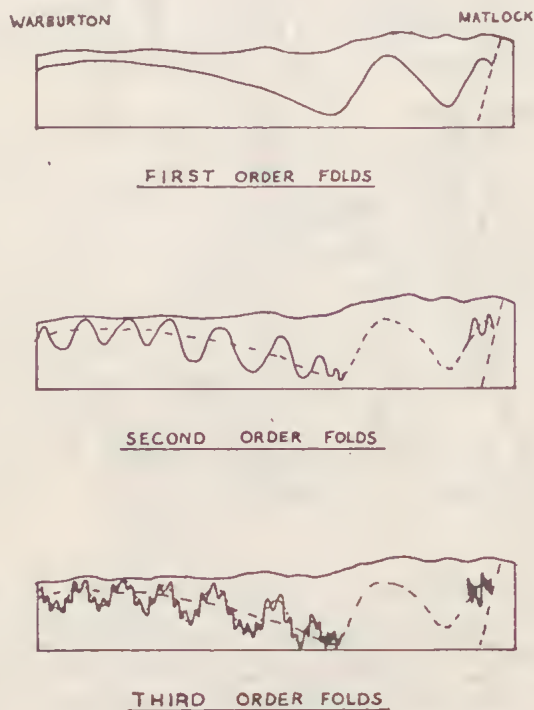 WARBURTON MATLOCK
FIRST ORDER FOLDS
SECOND ORDER FOLDS
THIRD ORDER FOLDS